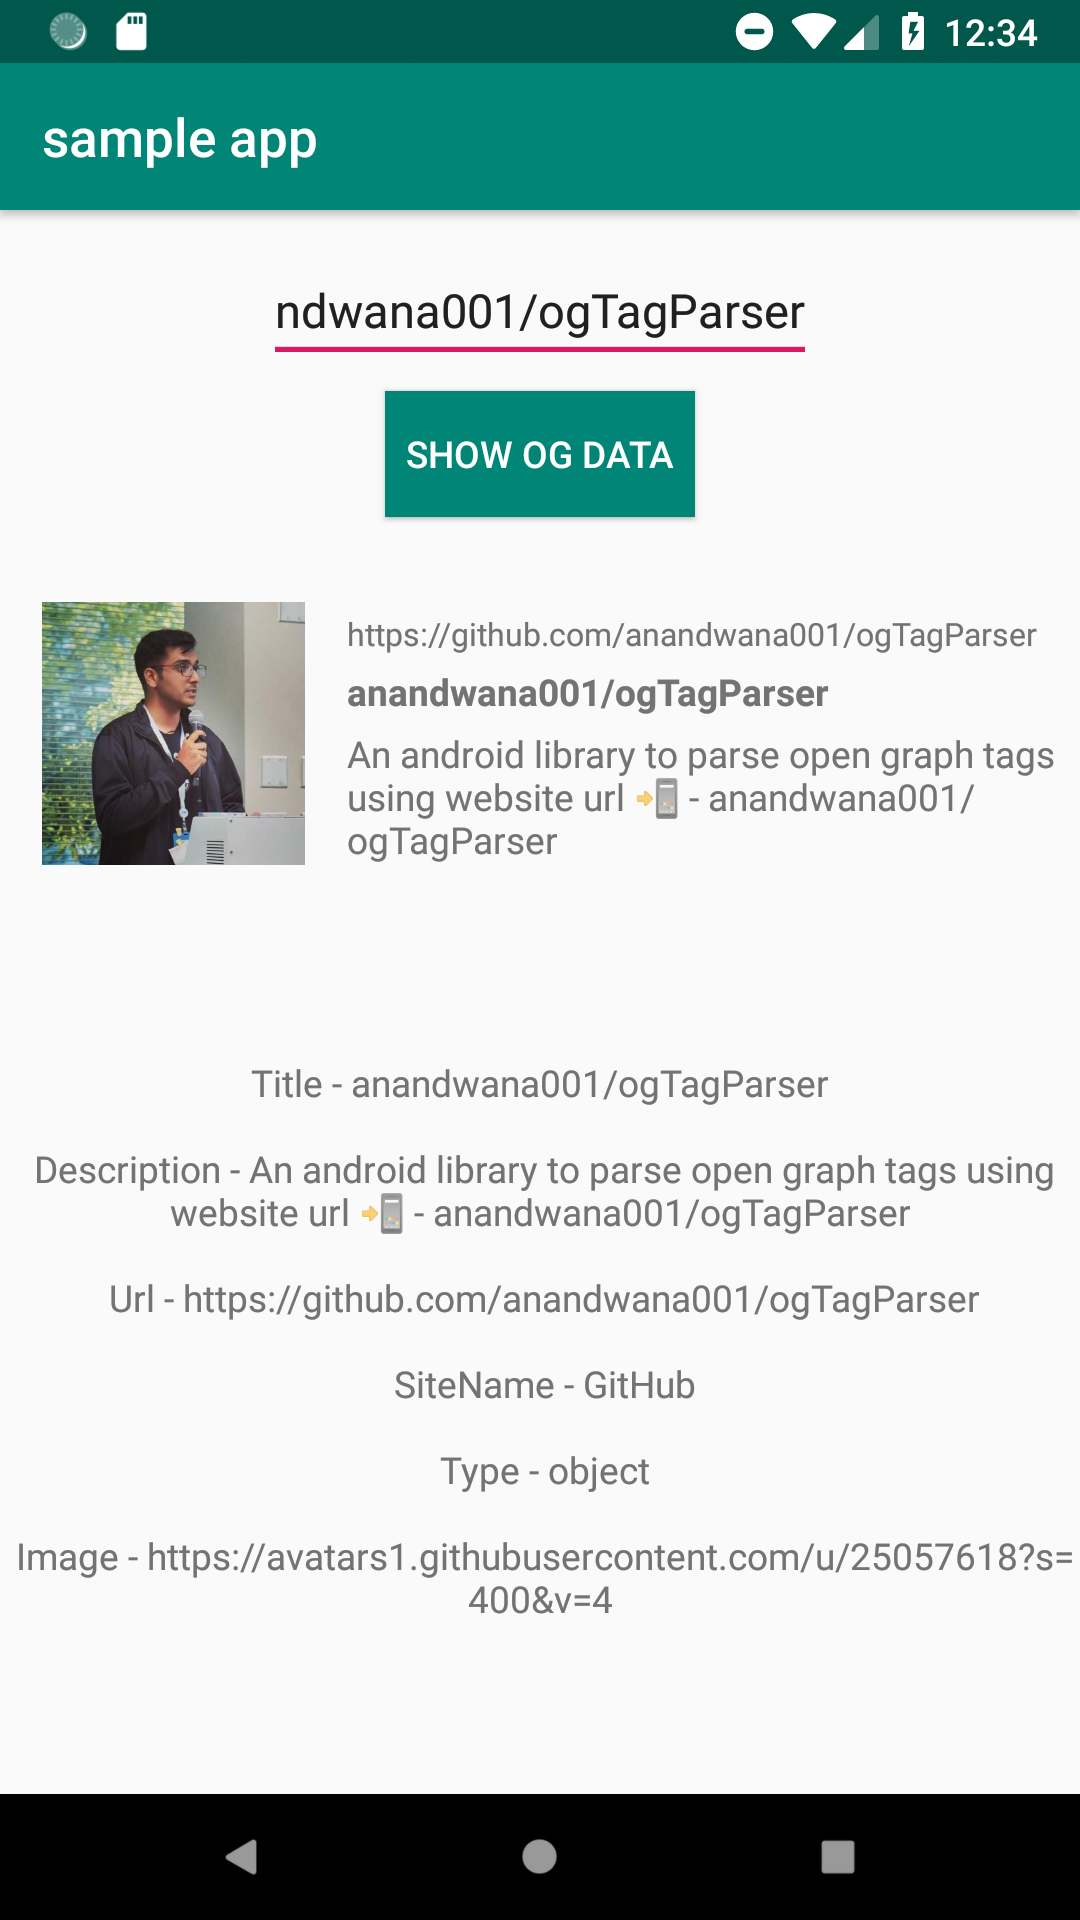 12:34
sample app
ndwana001/ogTagParser
SHOW OG DATA
https://github.com/anandwana001/ogTagParser
anandwana001/ogTagParser
An android library to parse open graph tags
using website url 📲 - anandwana001/
ogTagParser
Title - anandwana001/ogTagParser
Description - An android library to parse open graph tags using
website url 📲 - anandwana001/ogTagParser
Url - https://github.com/anandwana001/ogTagParser
SiteName - GitHub
Type - object
Image - https://avatars1.githubusercontent.com/u/25057618?s=
400&v=4